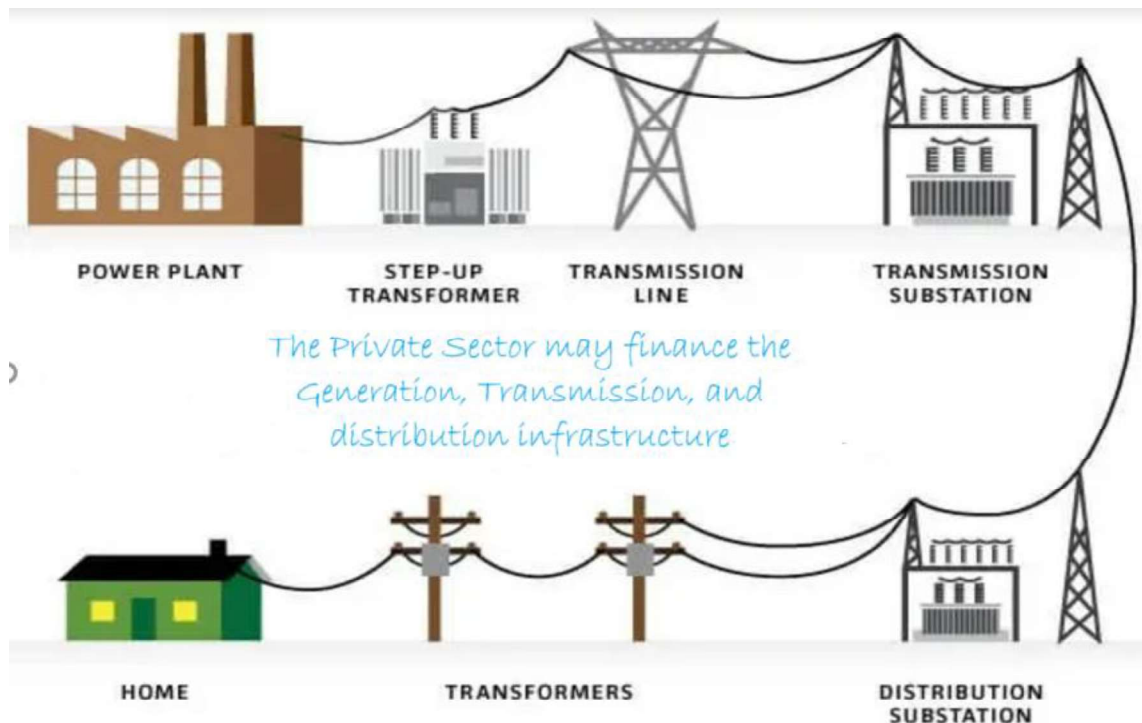 POWER PLANT
STEP-UP
TRANSFORMER
TRANSMISSION
LINE
TRANSMISSION
SUBSTATION
The Private Sector may finance the
Generation, Transmission, and
distribution infrastructure
HOME
TRANSFORMERS
DISTRIBUTION
SUBSTATION